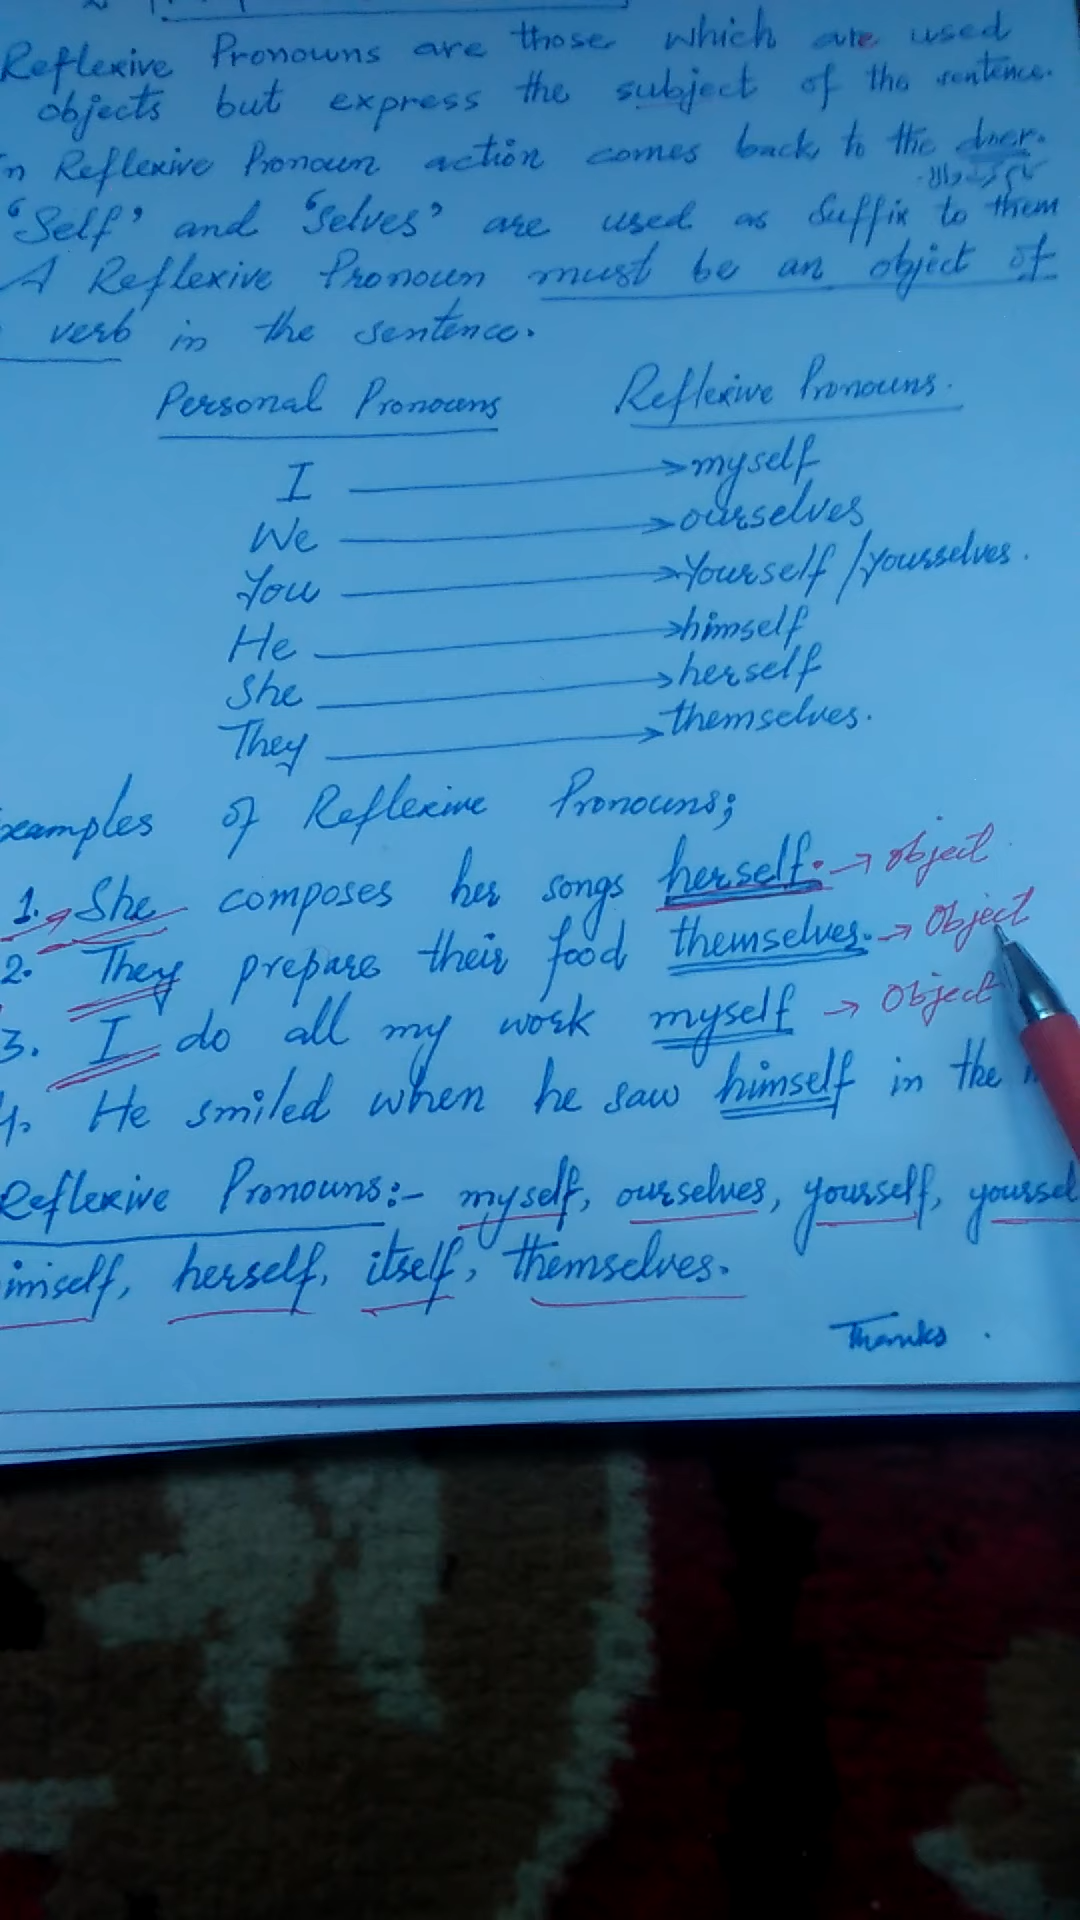 Reflexive Pronouns are those which are used
objects but express the subject of the sentence.
n Reflexive Pronoun action comes back to the doer.
'Self' and 'Selves' are used as Suffix to them
A Reflexive Pronoun must be an object of
verb in the sentence.
Personal Pronouns Reflexive Pronouns.
I → myself
We → ourselves
You → Yourself / yoursselves.
He → himself
She → herself
They → themselves.
xamples of Reflexive Pronouns;
1. She composes her songs herself. → object
2. They prepare their food themselves. → Object
3. I do all my work myself → Object
4. He smiled when he saw himself in the
Reflexive Pronouns:- myself, ourselves, yourself, yoursel
imself, herself, itself, themselves.
Thanks.